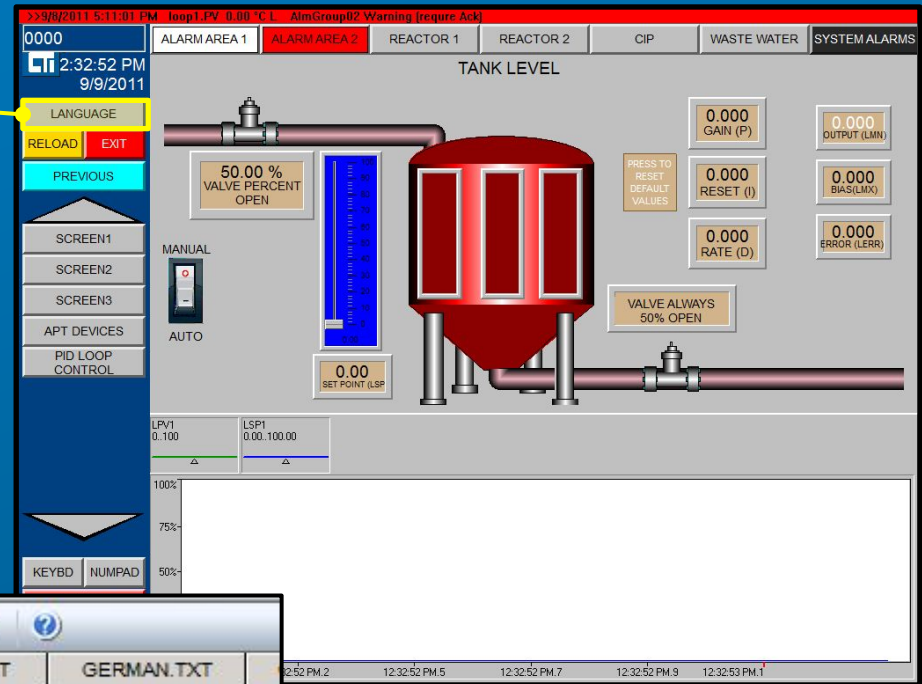 >>9/8/2011 5:11:01 PM loop1.PV 0.00 °C L AlmGroup02 Warning (requre Ack)
0000
ALARM AREA 1
ALARM AREA 2
REACTOR 1
REACTOR 2
CIP
WASTE WATER
SYSTEM ALARMS
CTi 2:32:52 PM
9/9/2011
LANGUAGE
RELOAD
EXIT
PREVIOUS
SCREEN1
SCREEN2
SCREEN3
APT DEVICES
PID LOOP
CONTROL
KEYBD
NUMPAD
TANK LEVEL
50.00 %
VALVE PERCENT
OPEN
MANUAL
AUTO
0.00
0.00
SET POINT (LSP
PRESS TO
RESET
DEFAULT
VALUES
0.000
GAIN (P)
0.000
RESET (I)
0.000
RATE (D)
0.000
OUTPUT (LMN)
0.000
BIAS(LMX)
0.000
ERROR (LERR)
VALVE ALWAYS
50% OPEN
LPV1
0..100
LSP1
0.00..100.00
100%
75%
50%
32:52 PM.2
12:32:52 PM.5
12:32:52 PM.7
12:32:52 PM.9
12:32:53 PM.1
T
GERMAN.TXT